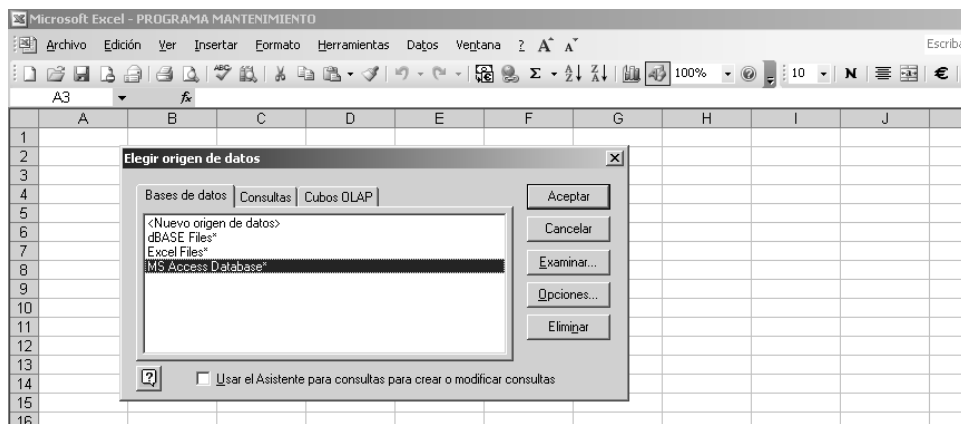 Microsoft Excel - PROGRAMA MANTENIMIENTO
Archivo Edición Ver Insertar Formato Herramientas Datos Ventana ? A A
100% 10 N €
A3 fx
A B C D E F G H I J
1
2
Elegir origen de datos
3
4
Bases de datos Consultas Cubos OLAP Aceptar
5
<Nuevo origen de datos>
6
dBASE Files*
Cancelar
7
Excel Files*
8
MS Access Database*
Examinar...
9
10
Opciones...
11
Eliminar
12
13
14
Usar el Asistente para consultas para crear o modificar consultas
15
16